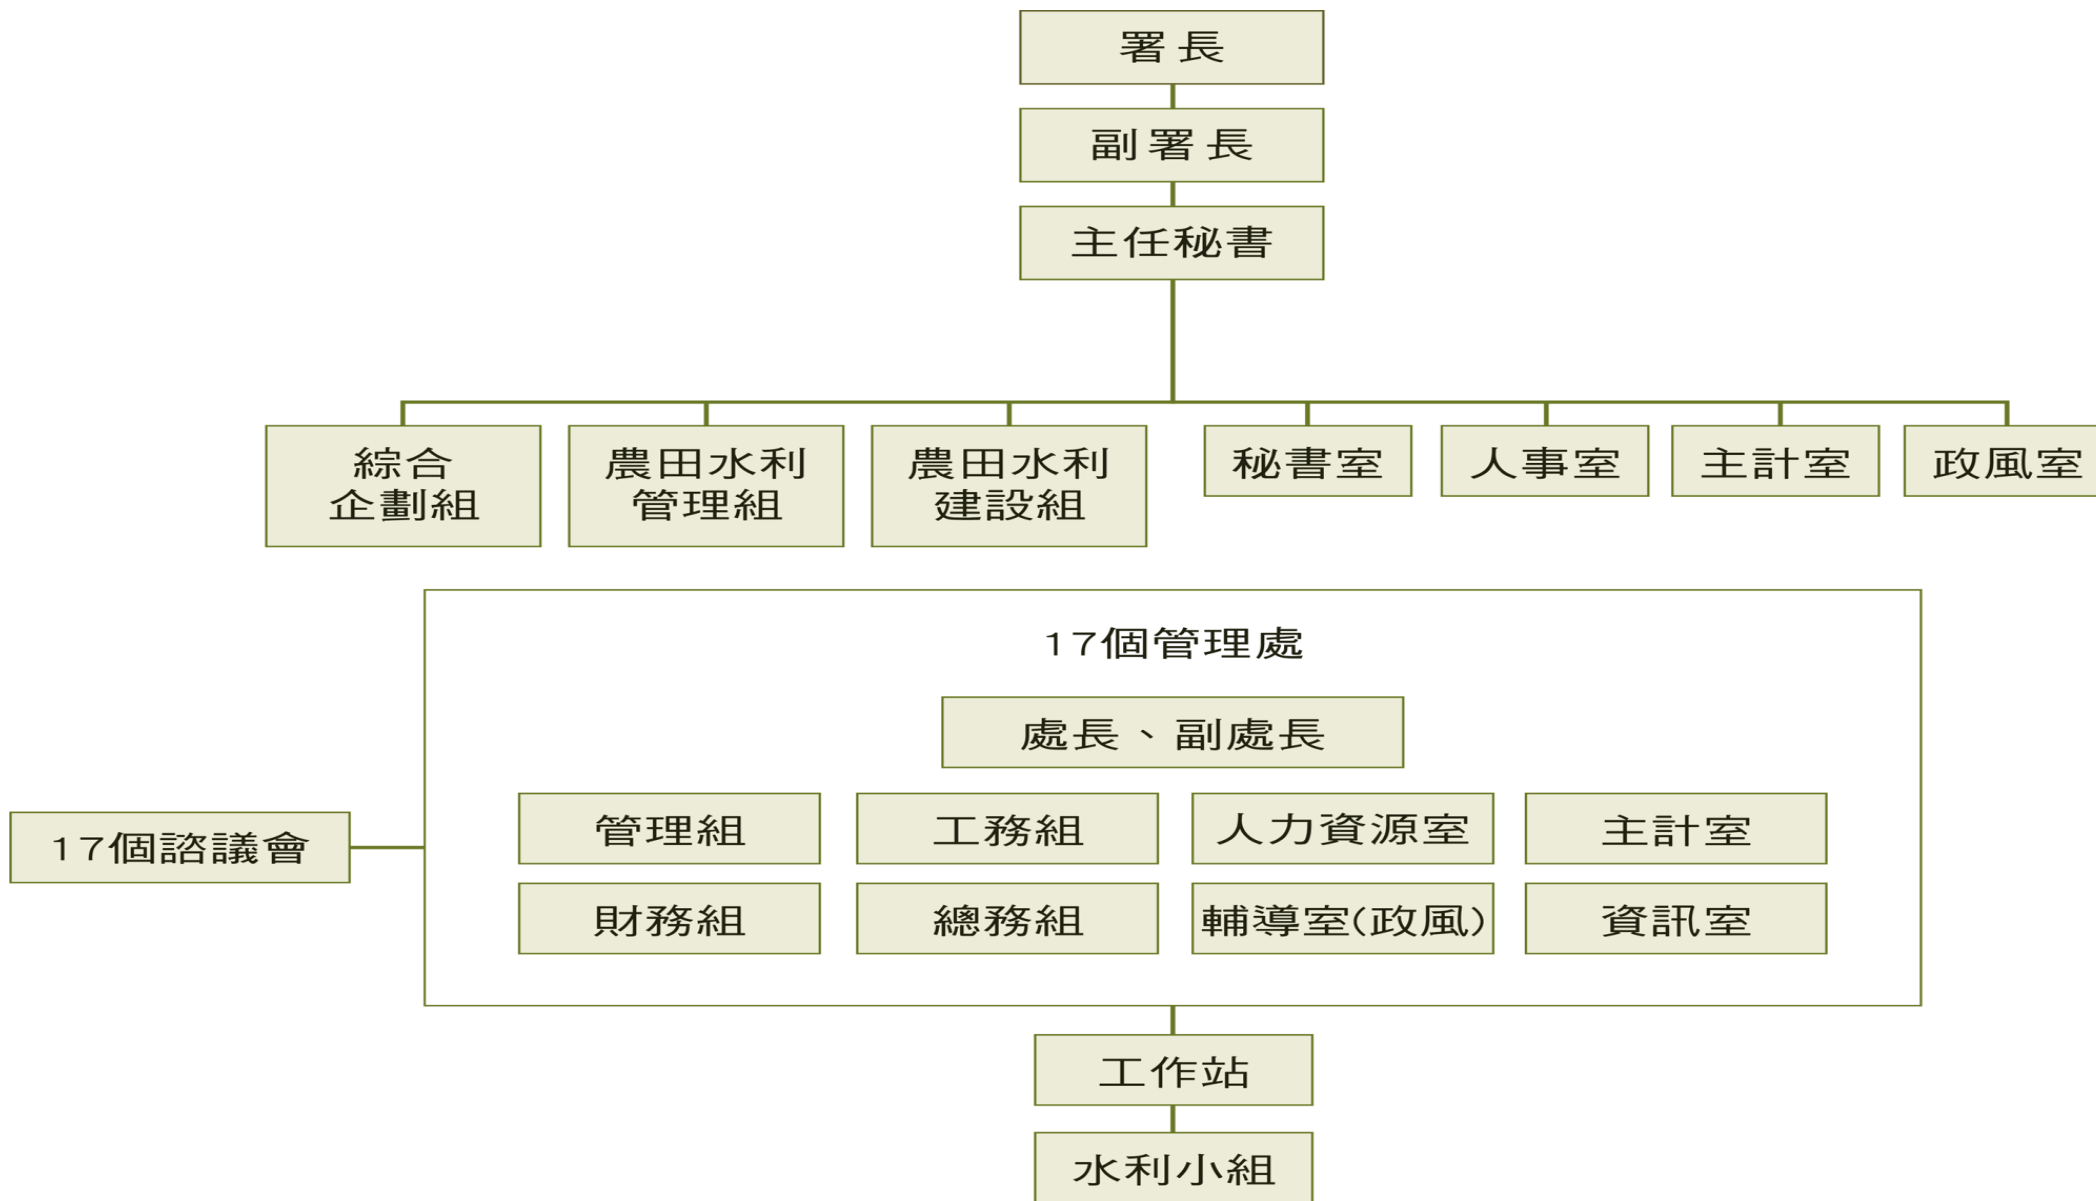 署長
副署長
主任秘書
綜合
企劃組
農田水利
管理組
農田水利
建設組
秘書室
人事室
主計室
政風室
17個管理處
處長、副處長
管理組
工務組
人力資源室
主計室
17個諮議會
財務組
總務組
輔導室(政風)
資訊室
工作站
水利小組